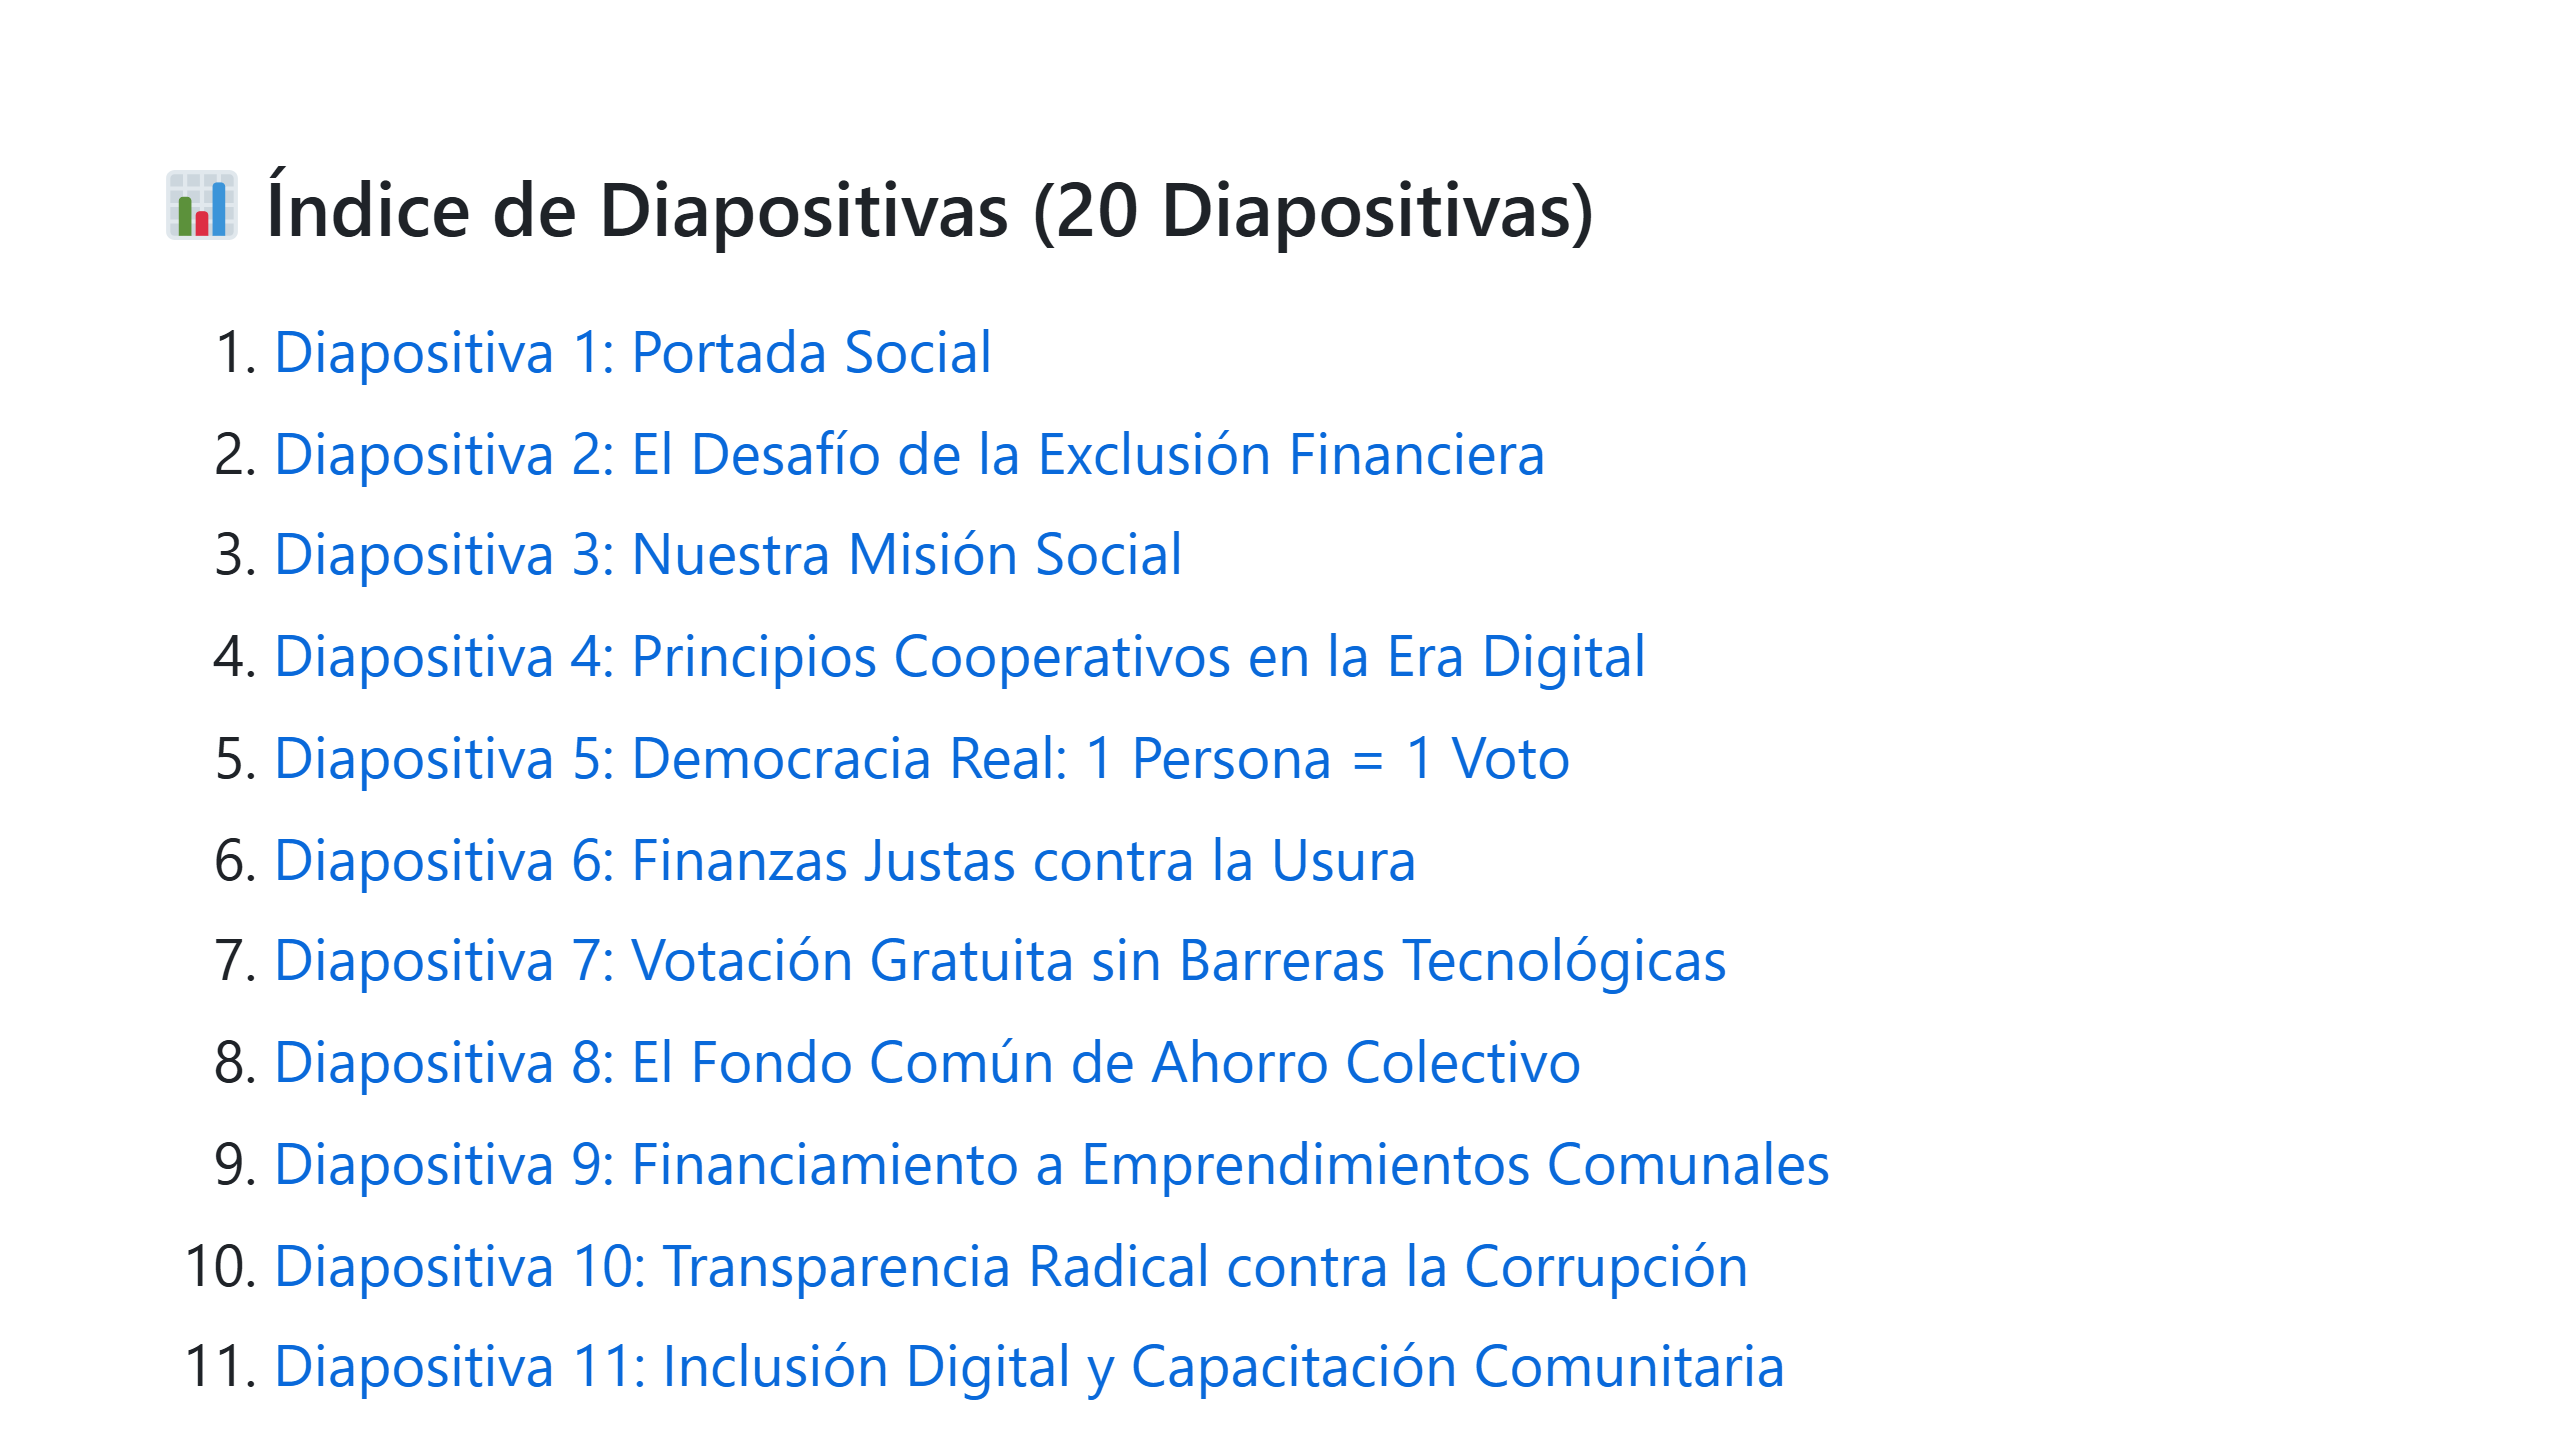 Índice de Diapositivas (20 Diapositivas)
1. Diapositiva 1: Portada Social
2. Diapositiva 2: El Desafío de la Exclusión Financiera
3. Diapositiva 3: Nuestra Misión Social
4. Diapositiva 4: Principios Cooperativos en la Era Digital
5. Diapositiva 5: Democracia Real: 1 Persona = 1 Voto
6. Diapositiva 6: Finanzas Justas contra la Usura
7. Diapositiva 7: Votación Gratuita sin Barreras Tecnológicas
8. Diapositiva 8: El Fondo Común de Ahorro Colectivo
9. Diapositiva 9: Financiamiento a Emprendimientos Comunales
10. Diapositiva 10: Transparencia Radical contra la Corrupción
11. Diapositiva 11: Inclusión Digital y Capacitación Comunitaria